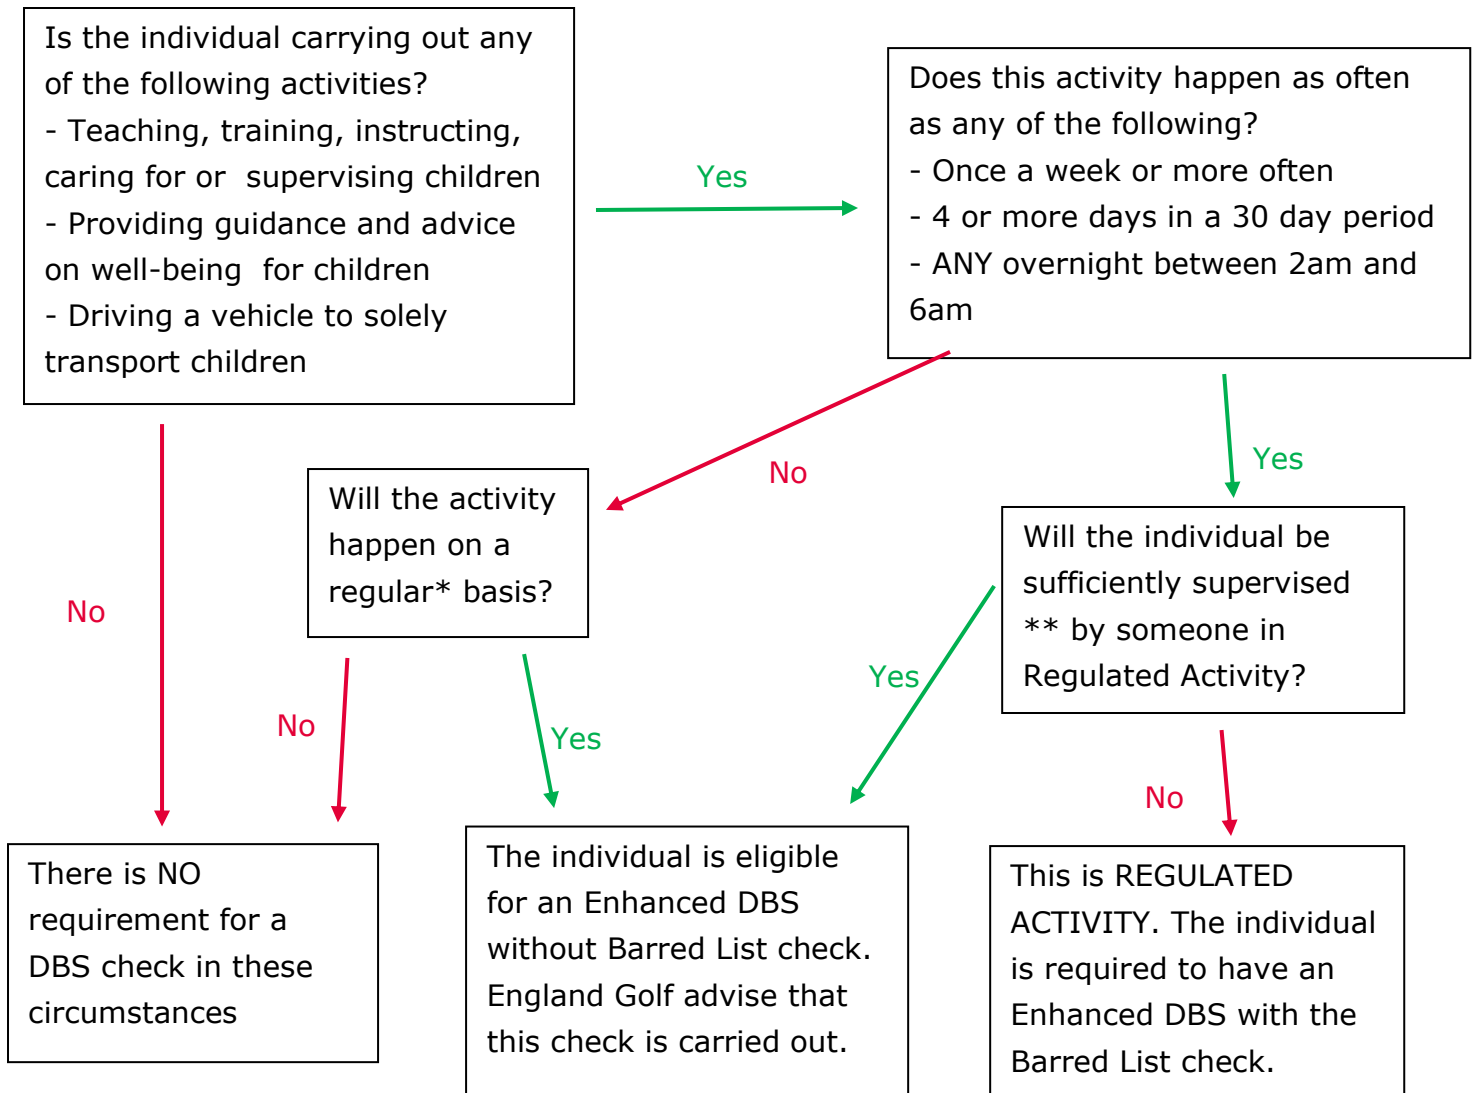 Is the individual carrying out any
of the following activities?
- Teaching, training, instructing,
caring for or supervising children
- Providing guidance and advice
on well-being for children
- Driving a vehicle to solely
transport children
Yes
Does this activity happen as often
as any of the following?
- Once a week or more often
- 4 or more days in a 30 day period
- ANY overnight between 2am and
6am
No
No
Yes
Will the activity
happen on a
regular* basis?
Will the individual be
sufficiently supervised
** by someone in
Regulated Activity?
No
Yes
Yes
No
There is NO
requirement for a
DBS check in these
circumstances
The individual is eligible
for an Enhanced DBS
without Barred List check.
England Golf advise that
this check is carried out.
This is REGULATED
ACTIVITY. The individual
is required to have an
Enhanced DBS with the
Barred List check.